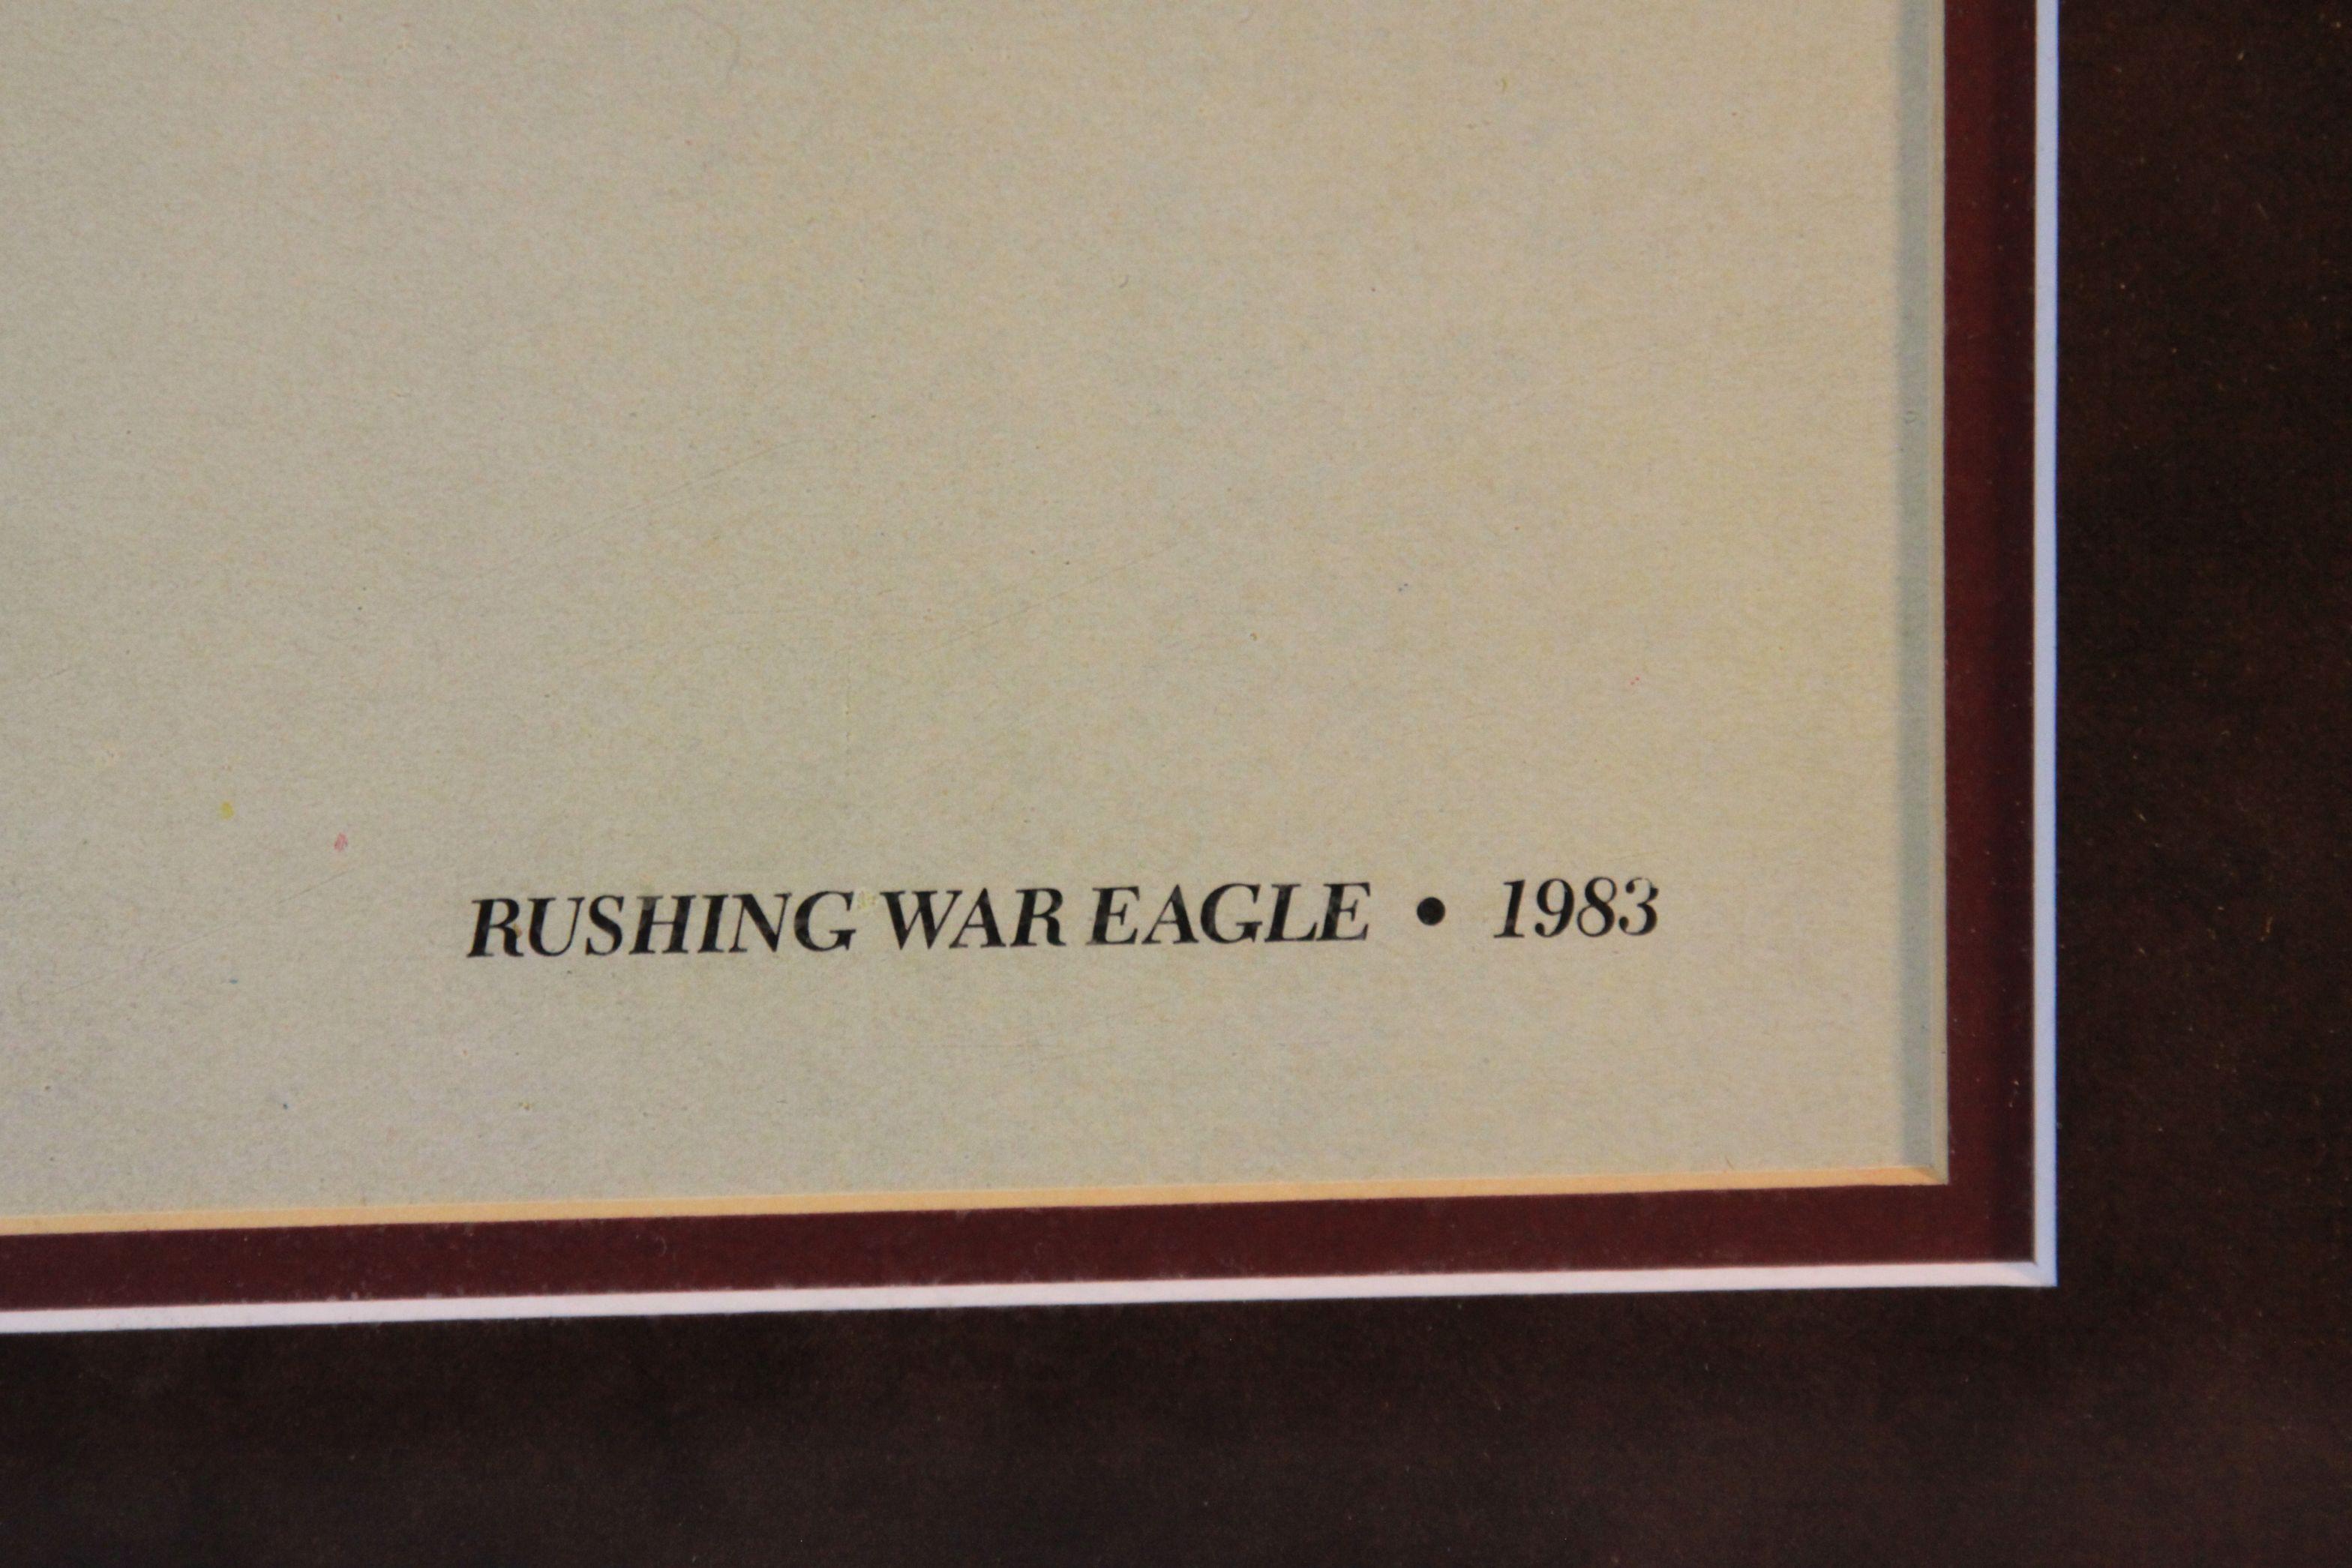 RUSHING WAR EAGLE • 1983